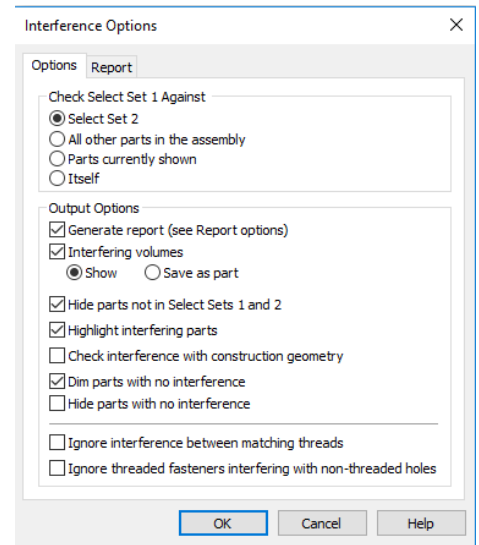 Interference Options
Options Report
Check Select Set 1 Against
Select Set 2
All other parts in the assembly
Parts currently shown
Itself
Output Options
Generate report (see Report options)
Interfering volumes
Show Save as part
Hide parts not in Select Sets 1 and 2
Highlight interfering parts
Check interference with construction geometry
Dim parts with no interference
Hide parts with no interference
Ignore interference between matching threads
Ignore threaded fasteners interfering with non-threaded holes
OK Cancel Help